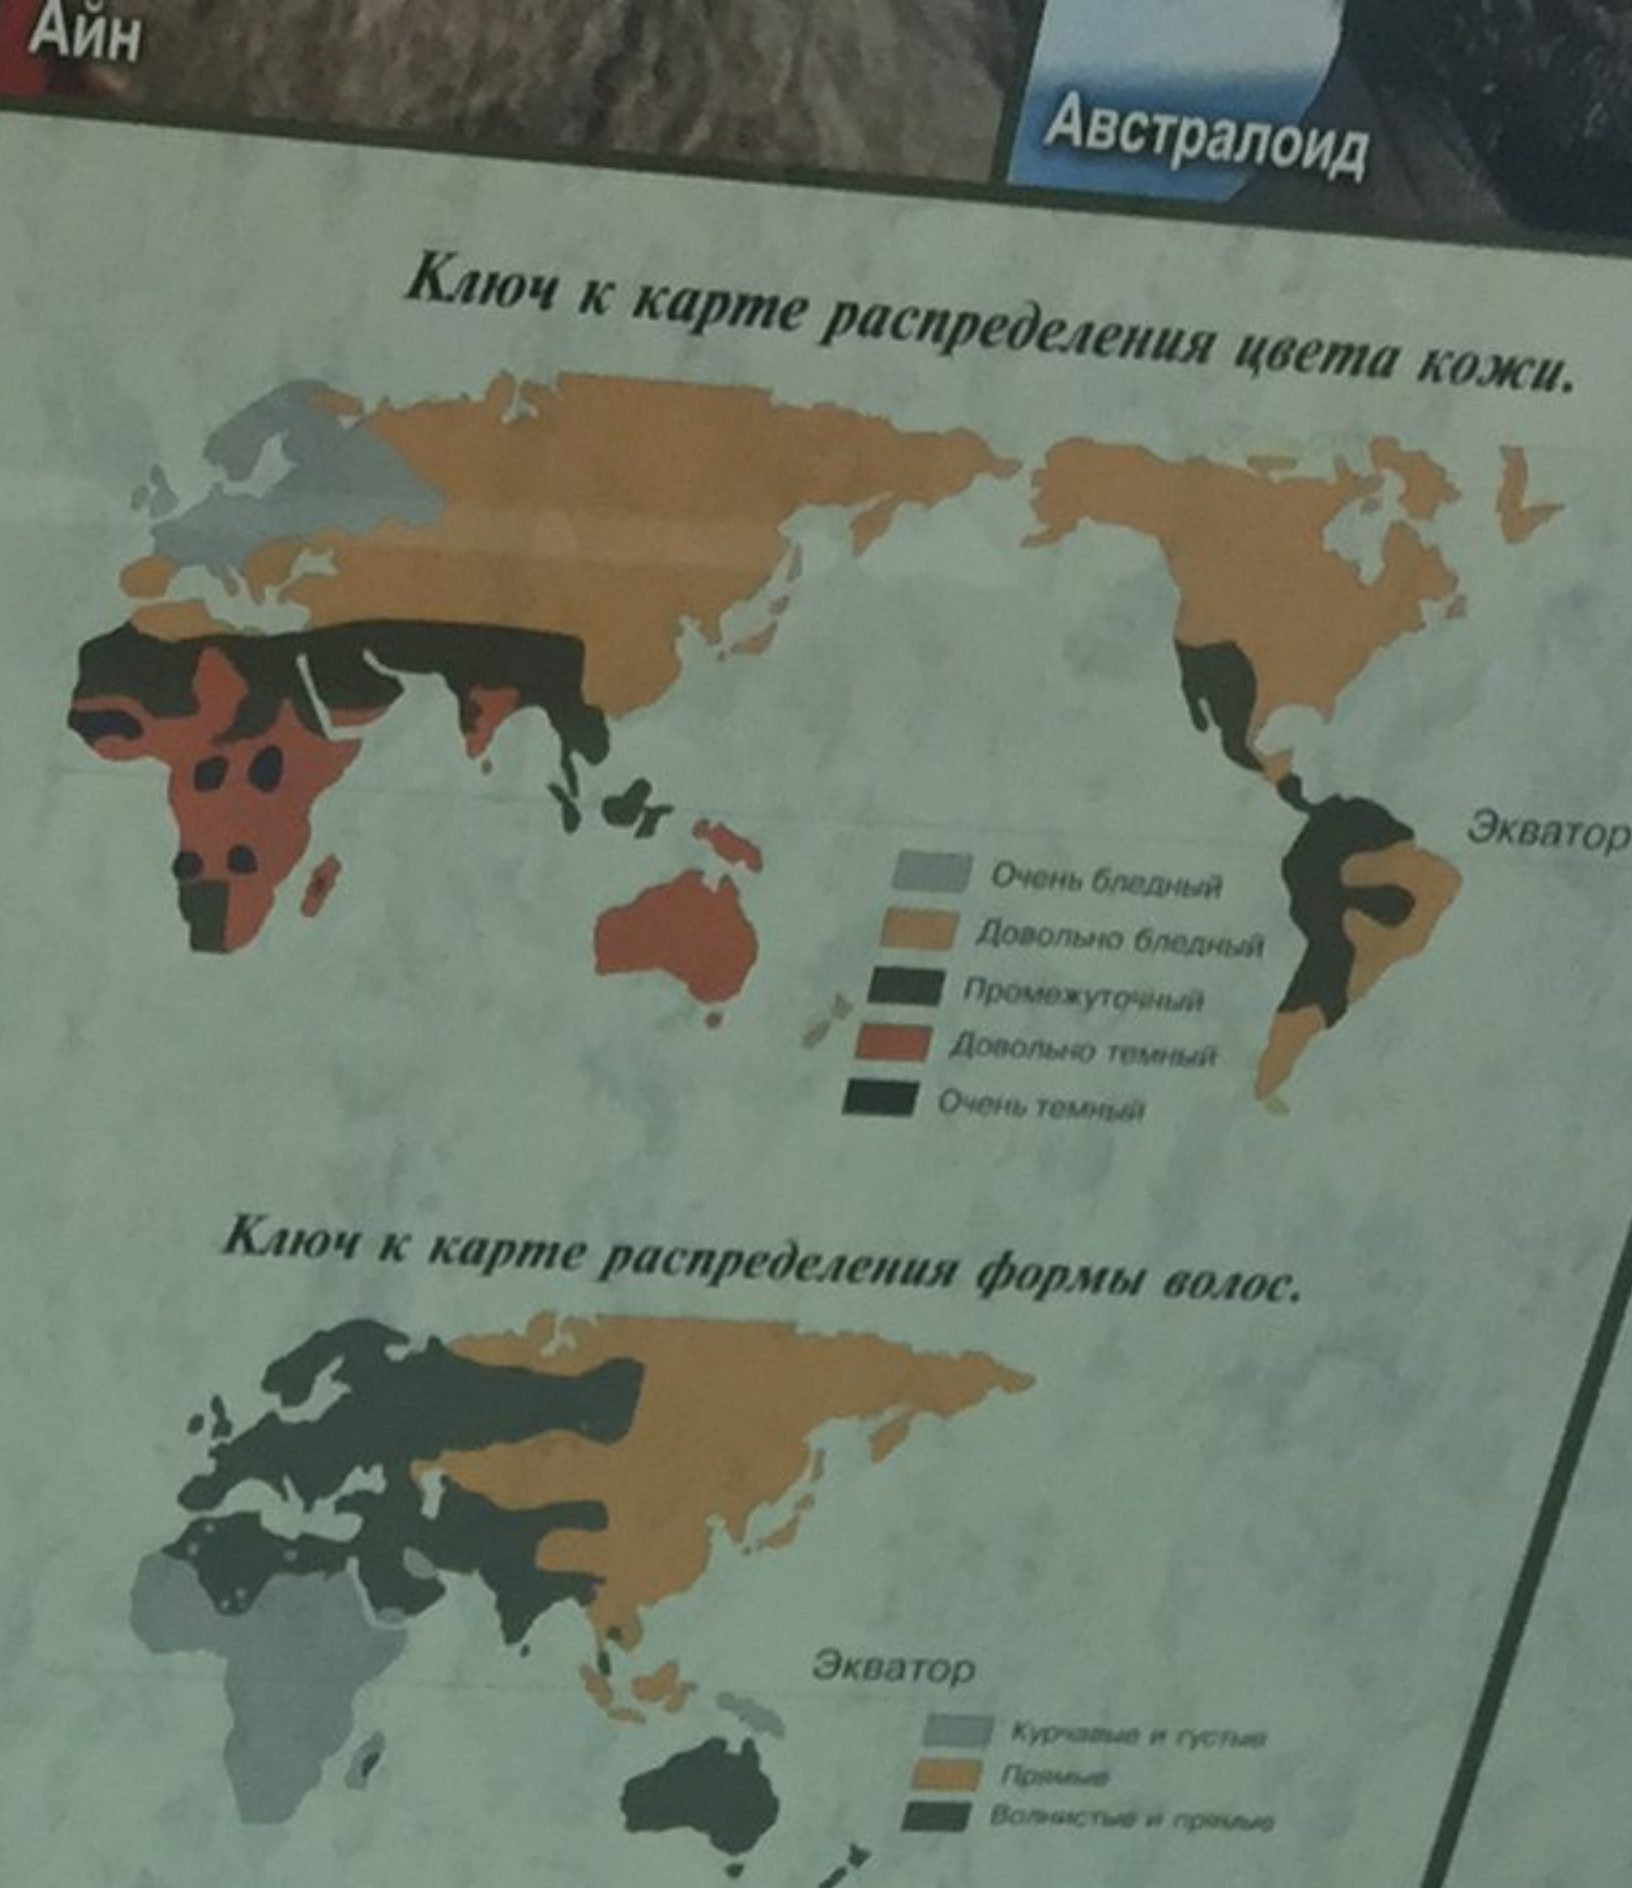 Айн
Австралоид
Ключ к карте распределения цвета кожи.
Экватор
Очень бледный
Довольно бледный
Промежуточный
Довольно темный
Очень темный
Ключ к карте распределения формы волос.
Экватор
Курчавые и густые
Прямые
Волнистые и прямые